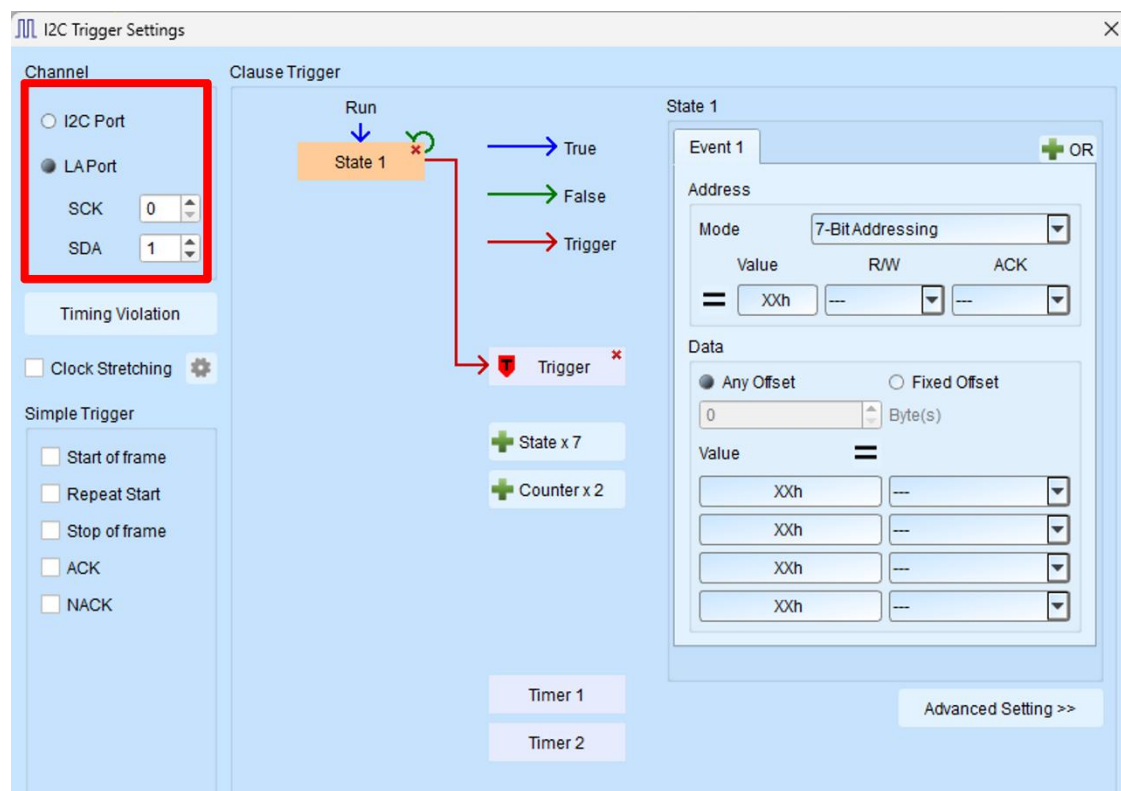 I2C Trigger Settings
Channel
I2C Port
LA Port
SCK 0
SDA 1
Timing Violation
Clock Stretching
Simple Trigger
Start of frame
Repeat Start
Stop of frame
ACK
NACK
Clause Trigger
Run
State 1
True
False
Trigger
T Trigger
State x 7
Counter x 2
Timer 1
Timer 2
State 1
Event 1
OR
Address
Mode 7-Bit Addressing
Value R/W ACK
= XXh --- ---
Data
Any Offset Fixed Offset
0 Byte(s)
Value =
XXh ---
XXh ---
XXh ---
XXh ---
Advanced Setting >>